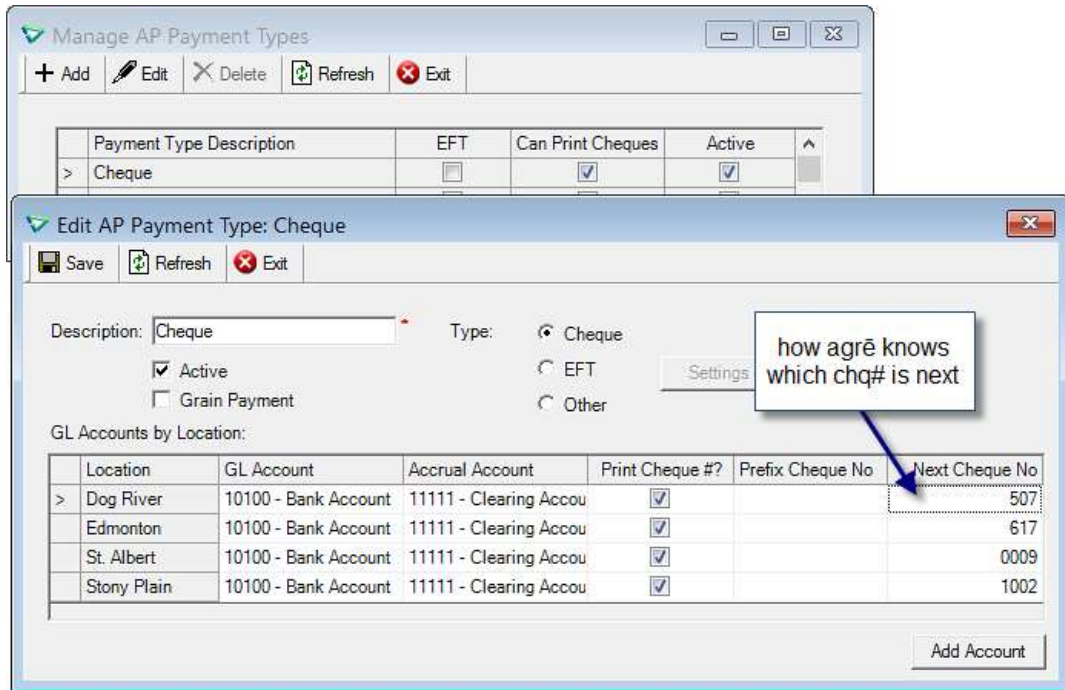 Manage AP Payment Types
Add Edit Delete Refresh Exit
Payment Type Description EFT Can Print Cheques Active
> Cheque
Edit AP Payment Type: Cheque
Save Refresh Exit
Description: Cheque * Type: Cheque
Active EFT Settings
Grain Payment Other
how agrē knows
which chq# is next
GL Accounts by Location:
Location GL Account Accrual Account Print Cheque #? Prefix Cheque No Next Cheque No
> Dog River 10100 - Bank Account 11111 - Clearing Accou 507
Edmonton 10100 - Bank Account 11111 - Clearing Accou 617
St. Albert 10100 - Bank Account 11111 - Clearing Accou 0009
Stony Plain 10100 - Bank Account 11111 - Clearing Accou 1002
Add Account